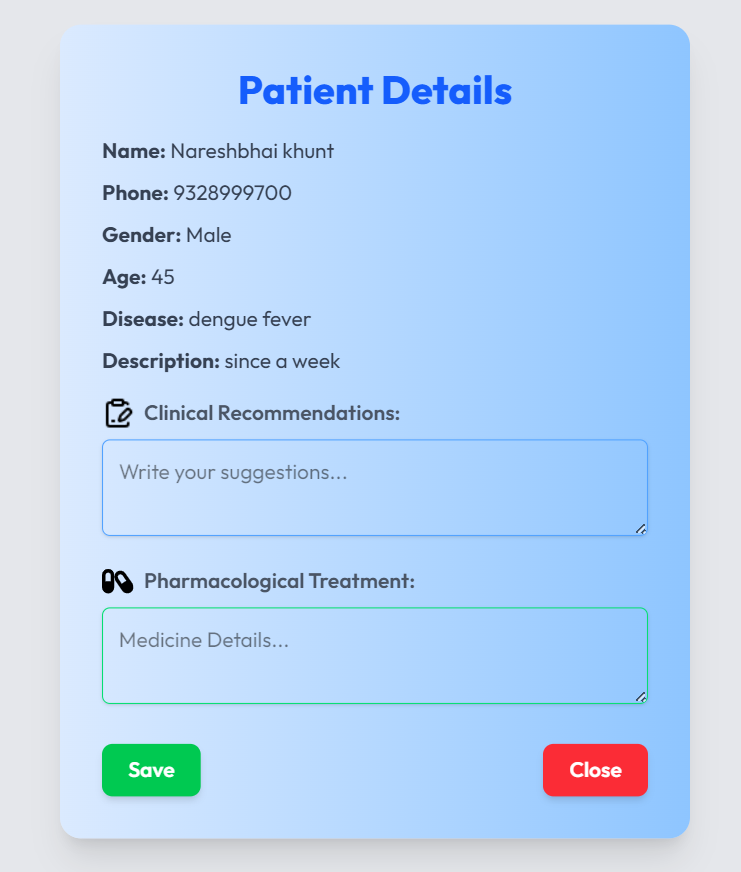 Patient Details
Name: Nareshbhai khunt
Phone: 9328999700
Gender: Male
Age: 45
Disease: dengue fever
Description: since a week
Clinical Recommendations:
Write your suggestions...
Pharmacological Treatment:
Medicine Details...
Save
Close